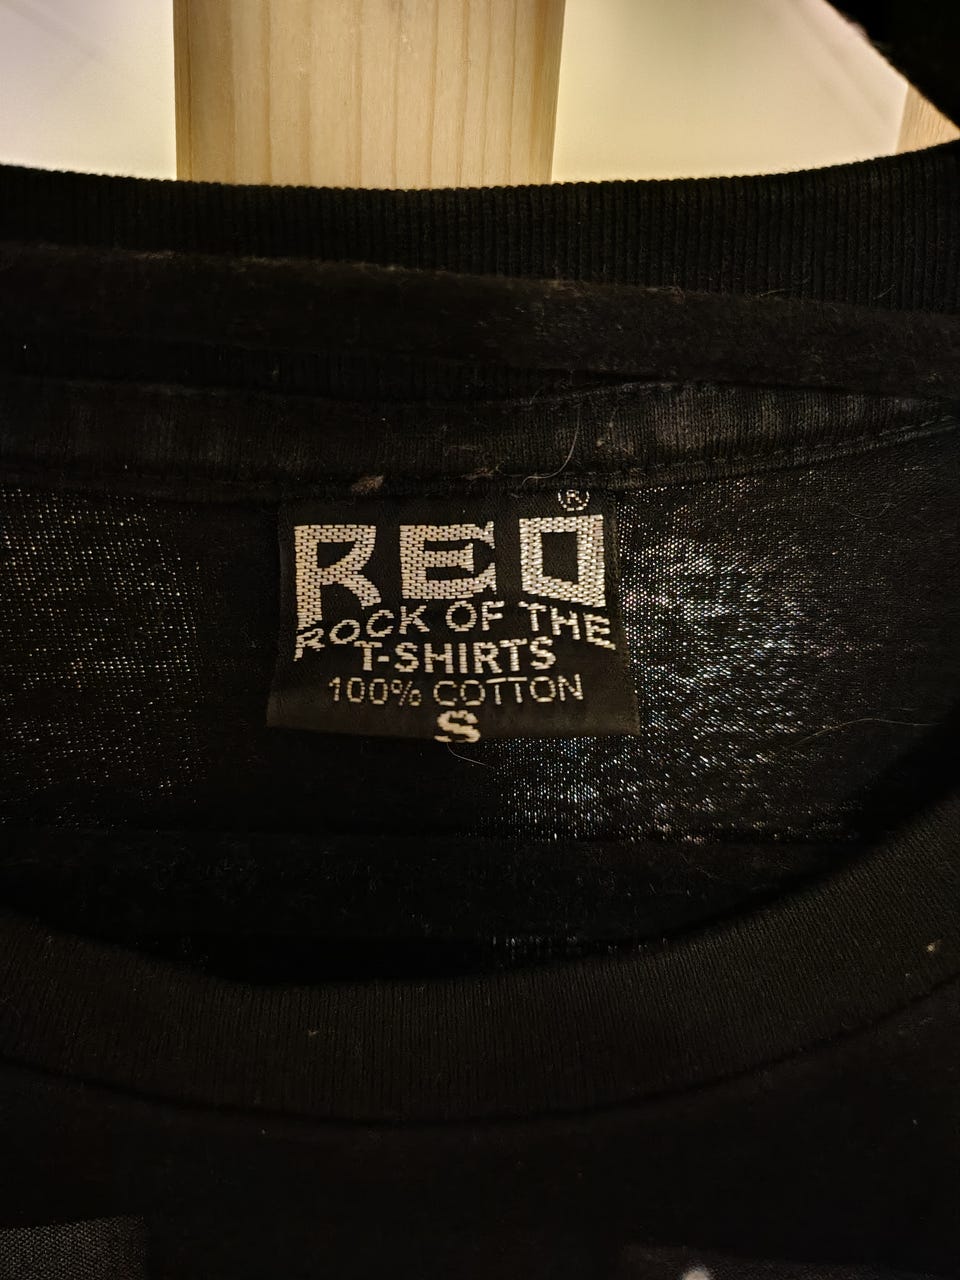 ®
REO
ROCK OF THE
T-SHIRTS
100% COTTON
S